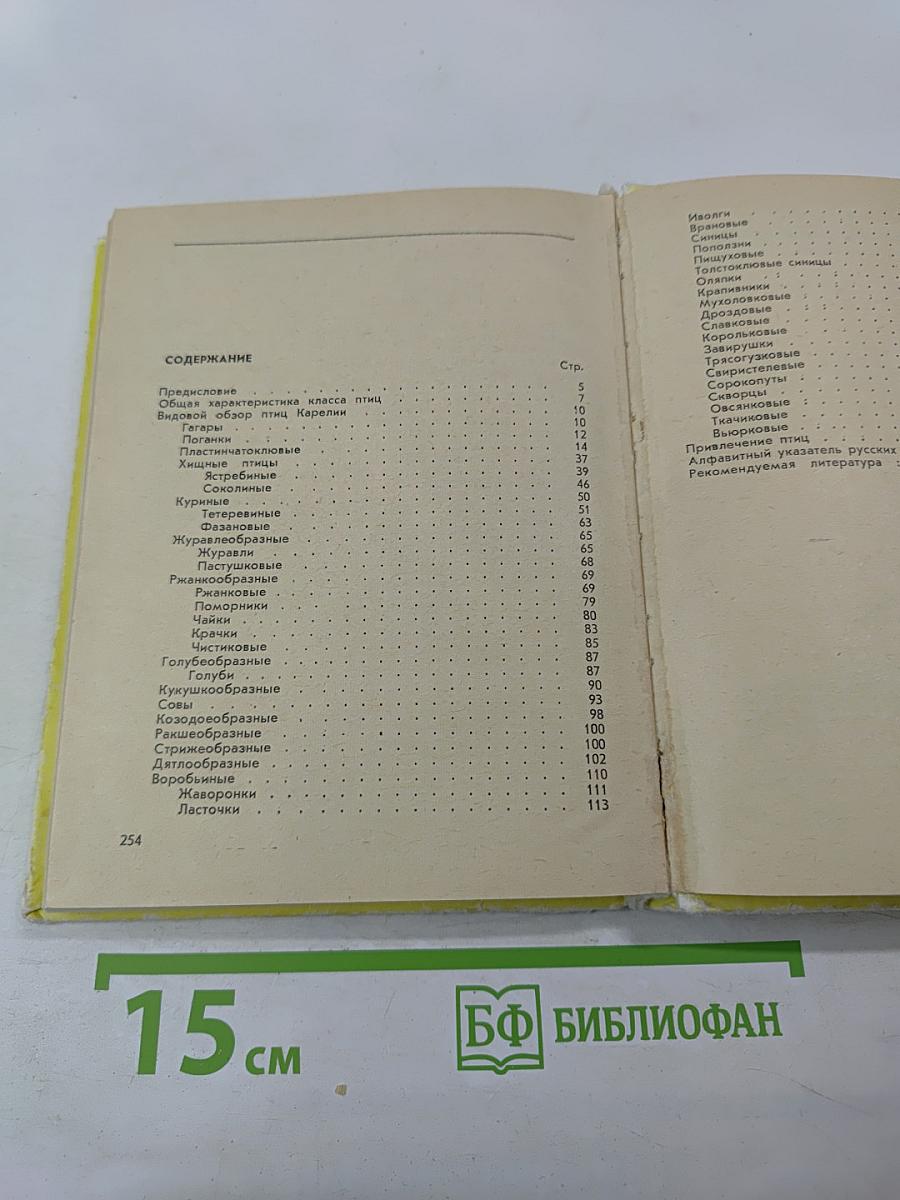 СОДЕРЖАНИЕ
Стр.
Предисловие . . . . . . . . . . . . 5
Общая характеристика класса птиц . . . . . . . . 7
Видовой обзор птиц Карелии . . . . . . . . . 10
Гагары . . . . . . . . . . . . 10
Поганки . . . . . . . . . . . . 12
Пластинчатоклювые . . . . . . . . . . 14
Хищные птицы . . . . . . . . . . . 37
Ястребиные . . . . . . . . . . . 39
Соколиные . . . . . . . . . . . 46
Куриные . . . . . . . . . . . . 50
Тетеревиные . . . . . . . . . . . 51
Фазановые . . . . . . . . . . . 63
Журавлеобразные . . . . . . . . . . 65
Журавли . . . . . . . . . . . . 65
Пастушковые . . . . . . . . . . . 68
Ржанкообразные . . . . . . . . . . . 69
Ржанковые . . . . . . . . . . . 69
Поморники . . . . . . . . . . . 79
Чайки . . . . . . . . . . . . 80
Крачки . . . . . . . . . . . . 83
Чистиковые . . . . . . . . . . . 85
Голубеобразные . . . . . . . . . . . 87
Голуби . . . . . . . . . . . . 87
Кукушкообразные . . . . . . . . . . 90
Совы . . . . . . . . . . . . . 93
Козодоеобразные . . . . . . . . . . 98
Ракшеобразные . . . . . . . . . . . 100
Стрижеобразные . . . . . . . . . . . 100
Дятлообразные . . . . . . . . . . . 102
Воробьиные . . . . . . . . . . . . 110
Жаворонки . . . . . . . . . . . 111
Ласточки . . . . . . . . . . . . 113
254
Иволги . . . . . .
Врановые . . . . . .
Синицы . . . . . .
Поползни . . . . . .
Пищуховые . . . . . .
Толстоклювые синицы . . . .
Оляпки . . . . . .
Крапивники . . . . . .
Мухоловковые . . . . .
Дроздовые . . . . . .
Славковые . . . . . .
Корольковые . . . . .
Завирушки . . . . . .
Трясогузковые . . . . .
Свиристелевые . . . . .
Сорокопуты . . . . . .
Скворцы . . . . . .
Овсянковые . . . . . .
Ткачиковые . . . . . .
Вьюрковые . . . . . .
Привлечение птиц . . . . .
Алфавитный указатель русских
Рекомендуемая литература :
15 см
БФ БИБЛИОФАН